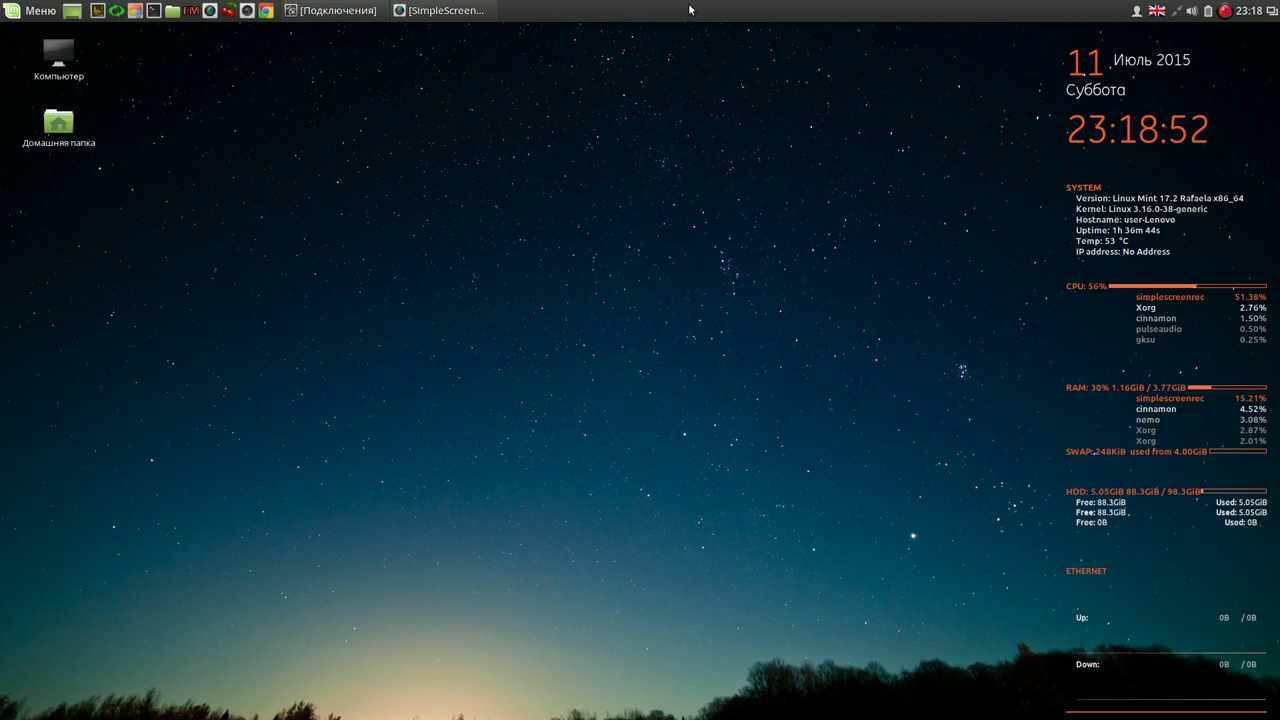 Меню
[Подключения]
[SimpleScreen...
23:18
Компьютер
Домашняя папка
11 Июль 2015
Суббота
23:18:52
SYSTEM
Version: Linux Mint 17.2 Rafaela x86_64
Kernel: Linux 3.16.0-38-generic
Hostname: user-Lenovo
Uptime: 1h 36m 44s
Temp: 53 °C
IP address: No Address
CPU: 56%
simplescreenrec 51.38%
Xorg 2.76%
cinnamon 1.50%
pulseaudio 0.50%
gksu 0.25%
RAM: 30% 1.16GiB / 3.77GiB
simplescreenrec 15.21%
cinnamon 4.52%
nemo 3.08%
Xorg 2.87%
Xorg 2.01%
SWAP: 248KiB used from 4.00GiB
HDD: 5.05GiB 88.3GiB / 98.3GiB
Free: 88.3GiB Used: 5.05GiB
Free: 88.3GiB Used: 5.05GiB
Free: 0B Used: 0B
ETHERNET
Up: 0B / 0B
Down: 0B / 0B